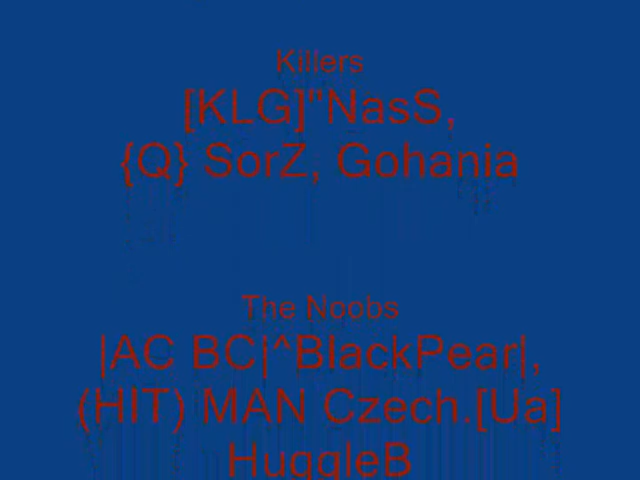 Killers
[KLG]"NasS,
{Q} SorZ, Gohania
The Noobs
|AC BC|^BlackPearl,
(HIT) MAN Czech.[Ua]
HuggleB